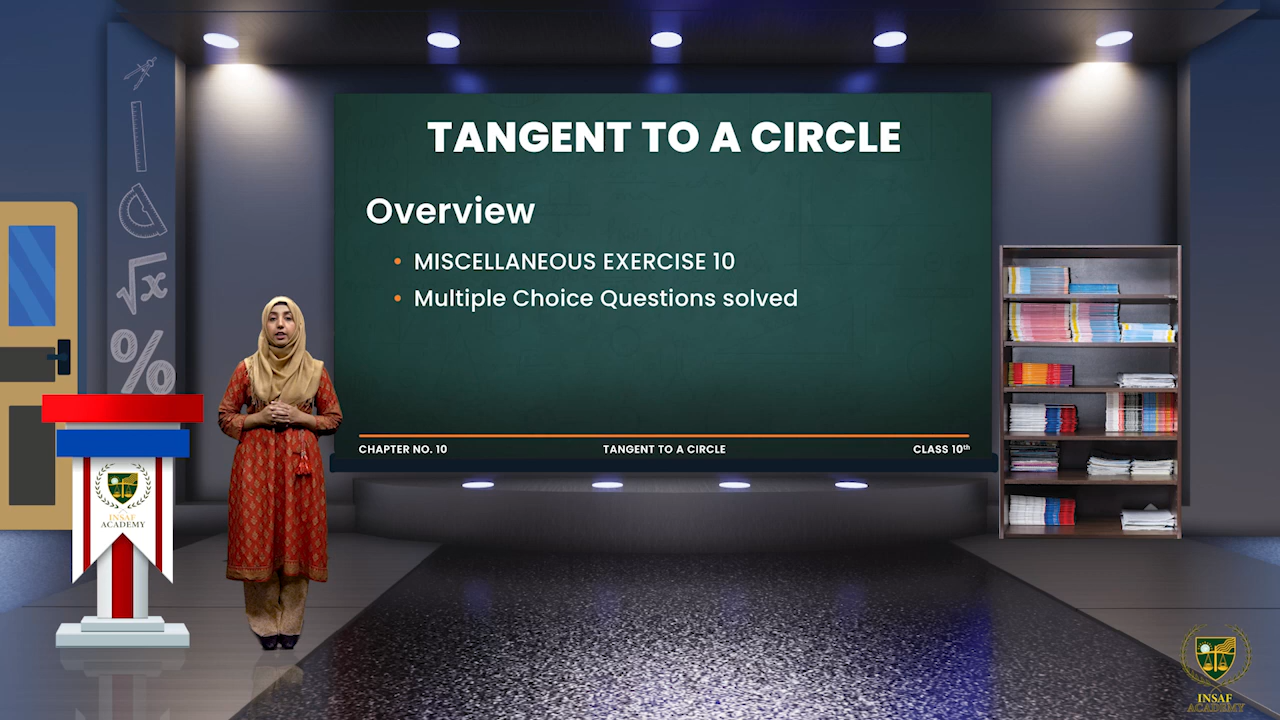 TANGENT TO A CIRCLE
Overview
• MISCELLANEOUS EXERCISE 10
• Multiple Choice Questions solved
CHAPTER NO. 10
TANGENT TO A CIRCLE
CLASS 10th
√x
%
INSAF
ACADEMY
INSAF
ACADEMY